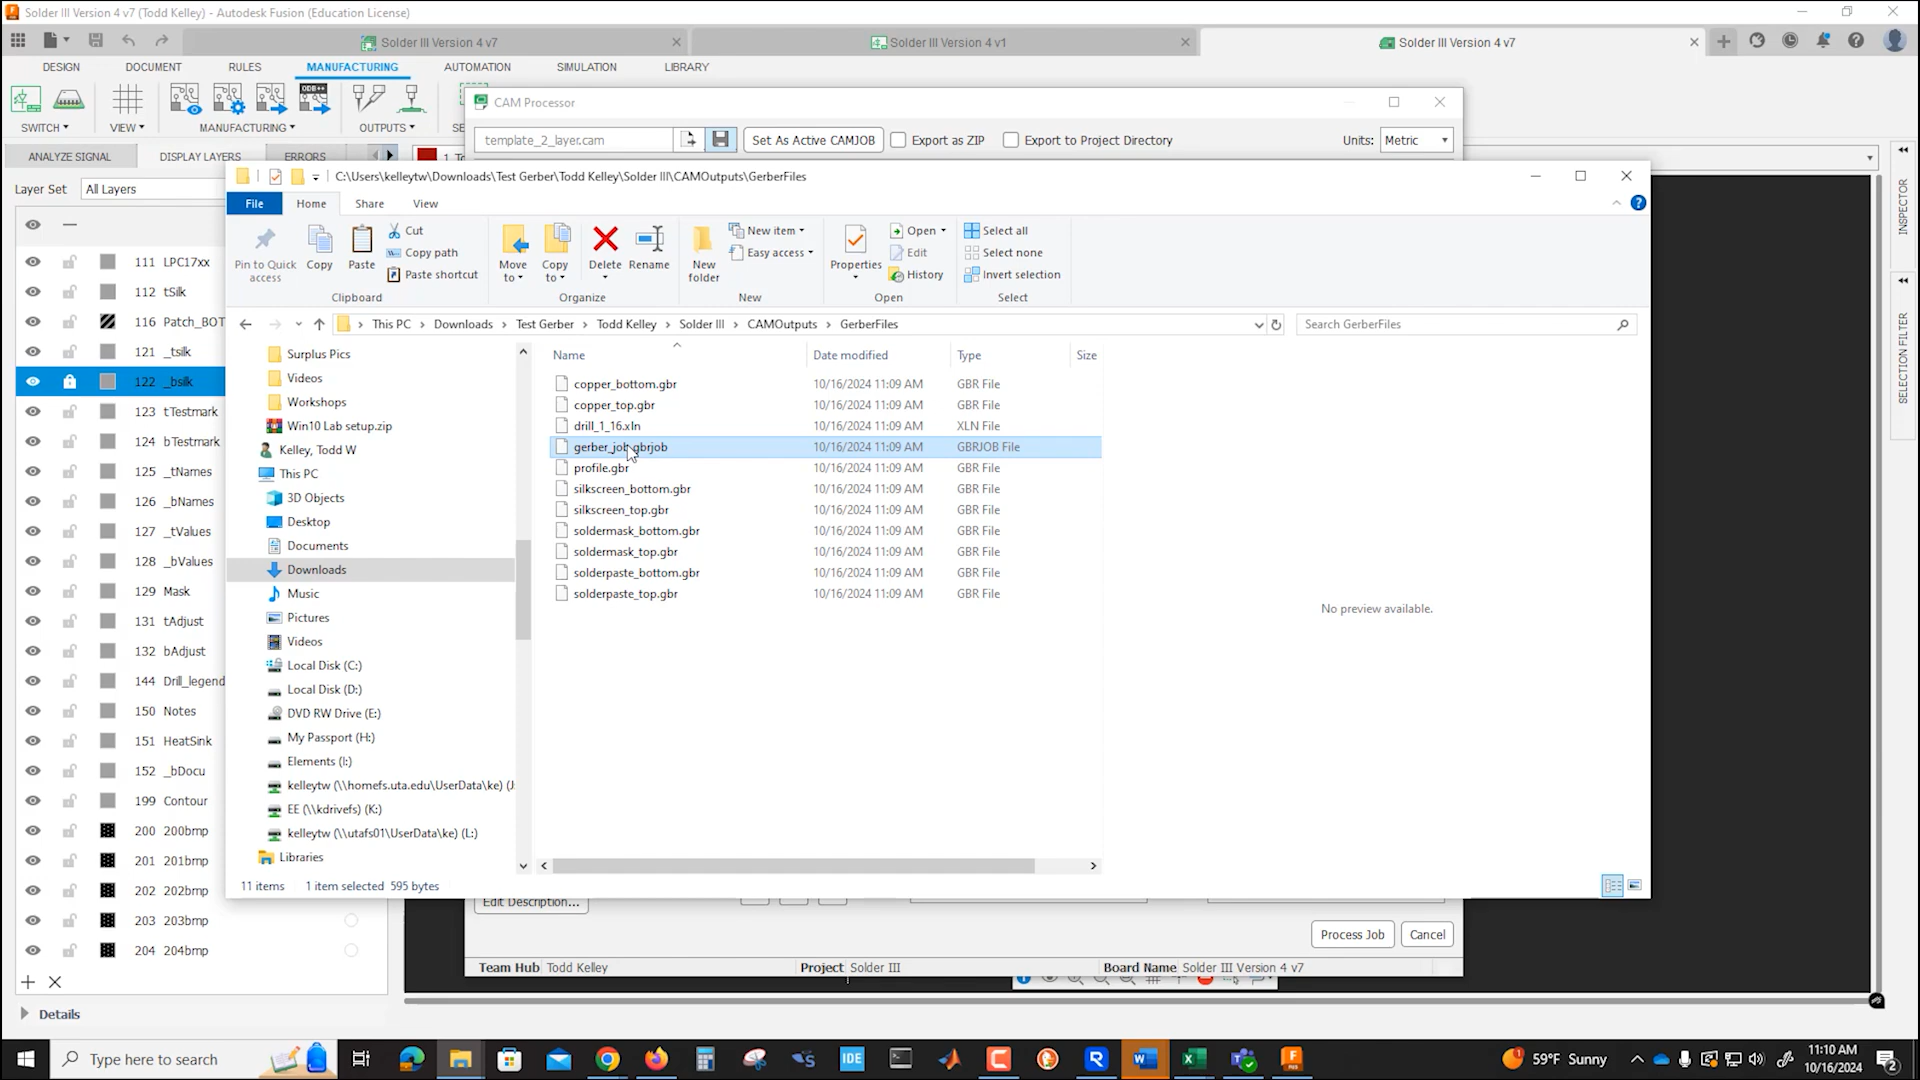 Solder III Version 4 v7 (Todd Kelley) - Autodesk Fusion (Education License)
Solder III Version 4 v7
Solder III Version 4 v1
Solder III Version 4 v7
DESIGN
DOCUMENT
RULES
MANUFACTURING
AUTOMATION
SIMULATION
LIBRARY
SWITCH
VIEW
MANUFACTURING
OUTPUTS
ODB++
CAM Processor
template_2_layer.cam
Set As Active CAMJOB
Export as ZIP
Export to Project Directory
Units:
Metric
ANALYZE SIGNAL
DISPLAY LAYERS
ERRORS
Layer Set
All Layers
111 LPC17xx
112 tSilk
116 Patch_BOT
121 _tsilk
122 _bsilk
123 tTestmark
124 bTestmark
125 _tNames
126 _bNames
127 _tValues
128 _bValues
129 Mask
131 tAdjust
132 bAdjust
144 Drill_legend
150 Notes
151 HeatSink
152 _bDocu
199 Contour
200 200bmp
201 201bmp
202 202bmp
203 203bmp
204 204bmp
Details
C:\Users\kelleytw\Downloads\Test Gerber\Todd Kelley\Solder III\CAMOutputs\GerberFiles
File
Home
Share
View
Pin to Quick access
Copy
Paste
Cut
Copy path
Paste shortcut
Clipboard
Move to
Copy to
Delete
Rename
Organize
New folder
New item
Easy access
New
Properties
Open
Edit
History
Open
Select all
Select none
Invert selection
Select
This PC
Downloads
Test Gerber
Todd Kelley
Solder III
CAMOutputs
GerberFiles
Search GerberFiles
Surplus Pics
Videos
Workshops
Win10 Lab setup.zip
Kelley, Todd W
This PC
3D Objects
Desktop
Documents
Downloads
Music
Pictures
Videos
Local Disk (C:)
Local Disk (D:)
DVD RW Drive (E:)
My Passport (H:)
Elements (I:)
kelleytw (\\homefs.uta.edu\UserData\ke) (J:
EE (\\kdrivefs) (K:)
kelleytw (\\utafs01\UserData\ke) (L:)
Libraries
Name
Date modified
Type
Size
copper_bottom.gbr 10/16/2024 11:09 AM GBR File
copper_top.gbr 10/16/2024 11:09 AM GBR File
drill_1_16.xln 10/16/2024 11:09 AM XLN File
gerber_job.gbrjob 10/16/2024 11:09 AM GBRJOB File
profile.gbr 10/16/2024 11:09 AM GBR File
silkscreen_bottom.gbr 10/16/2024 11:09 AM GBR File
silkscreen_top.gbr 10/16/2024 11:09 AM GBR File
soldermask_bottom.gbr 10/16/2024 11:09 AM GBR File
soldermask_top.gbr 10/16/2024 11:09 AM GBR File
solderpaste_bottom.gbr 10/16/2024 11:09 AM GBR File
solderpaste_top.gbr 10/16/2024 11:09 AM GBR File
No preview available.
11 items
1 item selected 595 bytes
Edit Description...
Process Job
Cancel
Team Hub Todd Kelley
Project Solder III
Board Name Solder III Version 4 v7
INSPECTOR
SELECTION FILTER
Type here to search
IDE
59°F Sunny
11:10 AM
10/16/2024
2